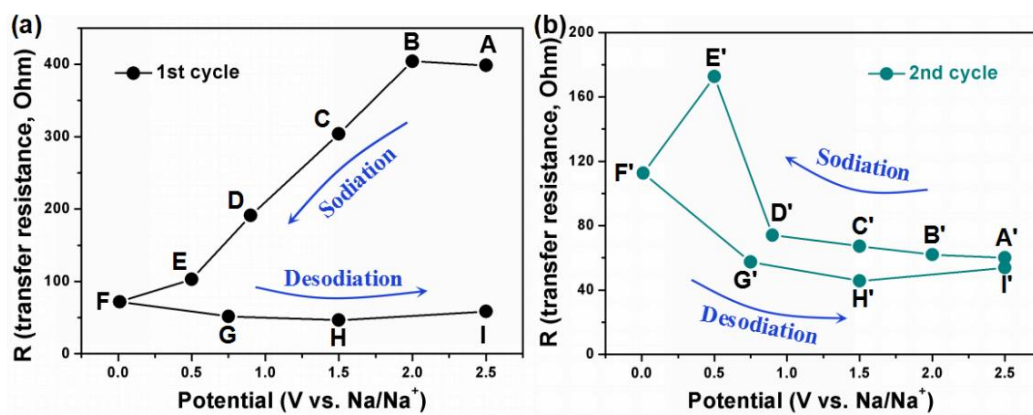 (a)
1st cycle
B
A
C
D
E
F
G
H
I
Sodiation
Desodiation
R (transfer resistance, Ohm)
400
300
200
100
0
0.0 0.5 1.0 1.5 2.0 2.5
Potential (V vs. Na/Na⁺)
(b)
2nd cycle
E'
F'
D'
C'
B'
A'
G'
H'
I'
Sodiation
Desodiation
R (transfer resistance, Ohm)
200
160
120
80
40
0
0.0 0.5 1.0 1.5 2.0 2.5
Potential (V vs. Na/Na⁺)